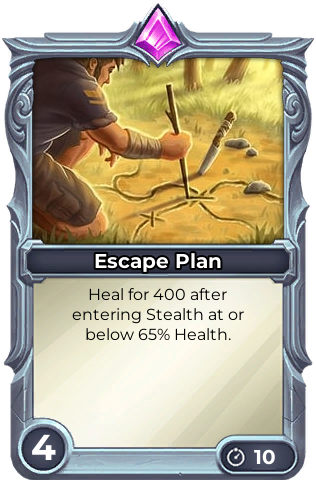 Escape Plan
Heal for 400 after
entering Stealth at or
below 65% Health.
4
10